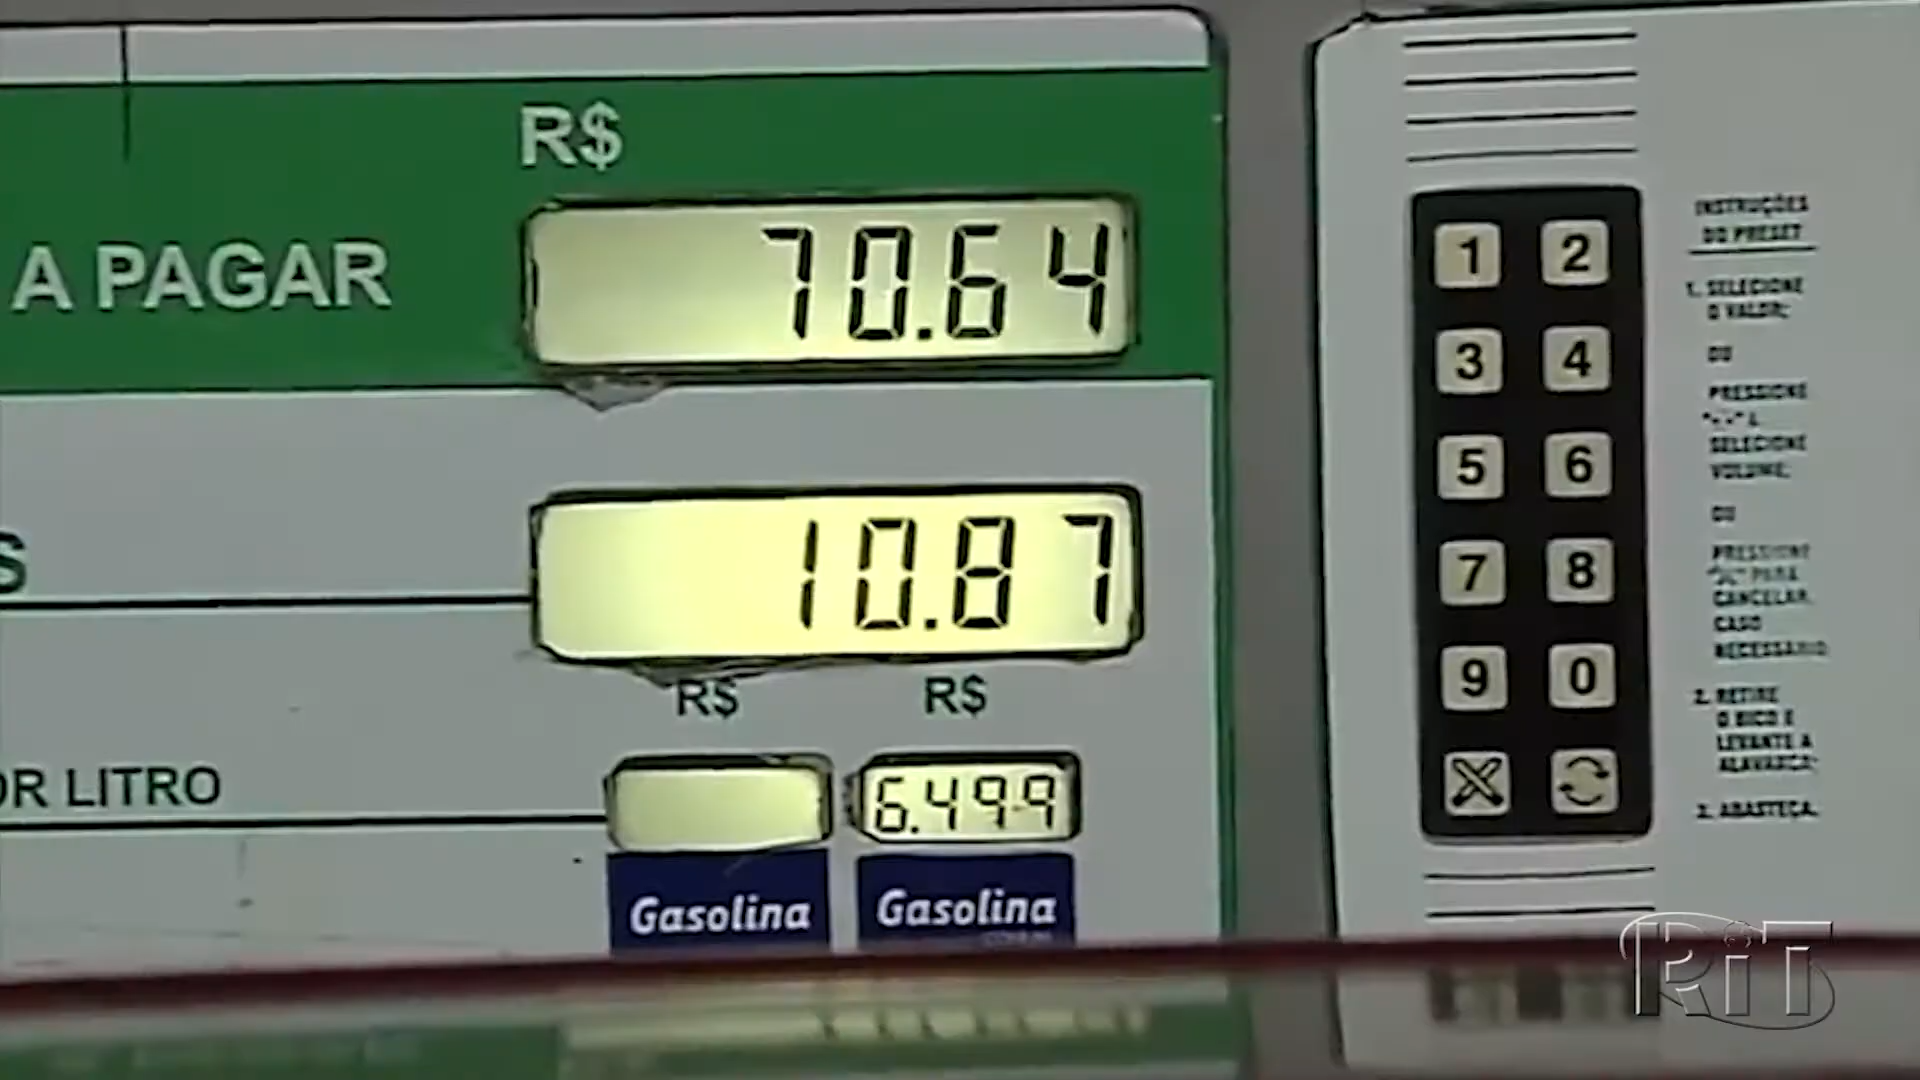 R$
A PAGAR
70.64
S
10.87
R$ R$
OR LITRO
6.499
Gasolina Gasolina
1 2
3 4
5 6
7 8
9 0
INSTRUÇÕES
DO PRESET
1. SELECIONE
O VALOR;
OU
PRESSIONE
SELECIONE
VOLUME;
OU
PRESSIONE
PARA
CANCELAR,
CASO
NECESSÁRIO
2. RETIRE
O BICO E
LEVANTE A
ALAVANCA;
3. ABASTEÇA.
RiT